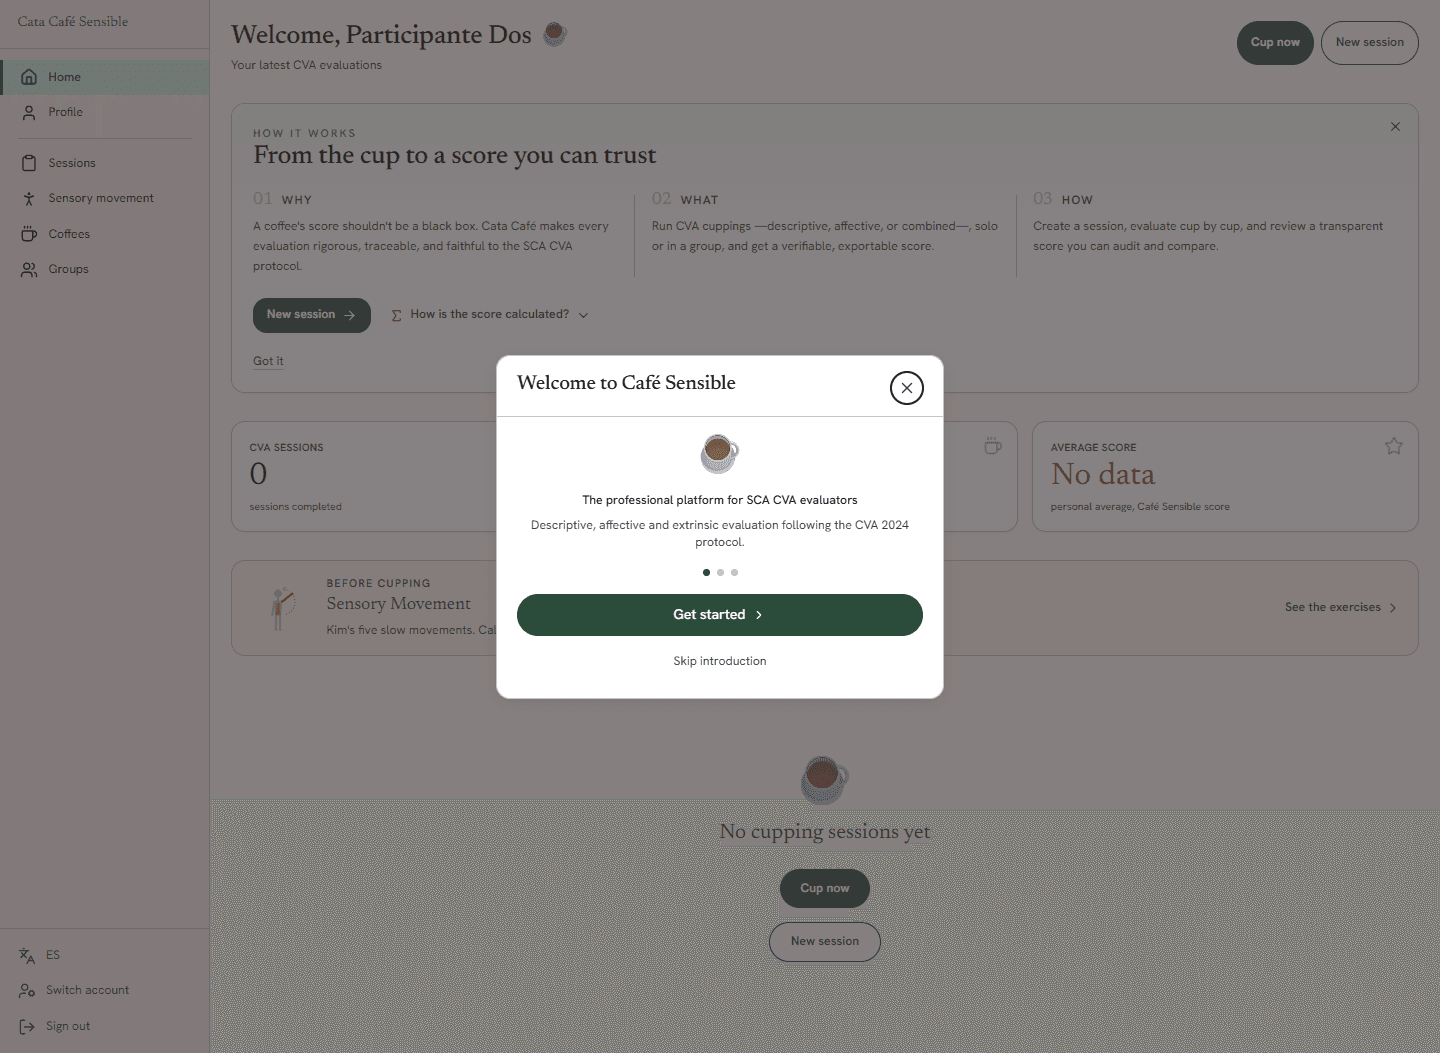 Cata Café Sensible
Home
Profile
Sessions
Sensory movement
Coffees
Groups
ES
Switch account
Sign out
Welcome, Participante Dos
Your latest CVA evaluations
Cup now
New session
HOW IT WORKS
From the cup to a score you can trust
01 WHY
A coffee's score shouldn't be a black box. Cata Café makes every
evaluation rigorous, traceable, and faithful to the SCA CVA
protocol.
02 WHAT
Run CVA cuppings —descriptive, affective, or combined—, solo
or in a group, and get a verifiable, exportable score.
03 HOW
Create a session, evaluate cup by cup, and review a transparent
score you can audit and compare.
New session
Σ How is the score calculated?
Got it
CVA SESSIONS
0
sessions completed
AVERAGE SCORE
No data
personal average, Café Sensible score
BEFORE CUPPING
Sensory Movement
Kim's five slow movements.
See the exercises
Welcome to Café Sensible
The professional platform for SCA CVA evaluators
Descriptive, affective and extrinsic evaluation following the CVA 2024
protocol.
Get started
Skip introduction
No cupping sessions yet
Cup now
New session